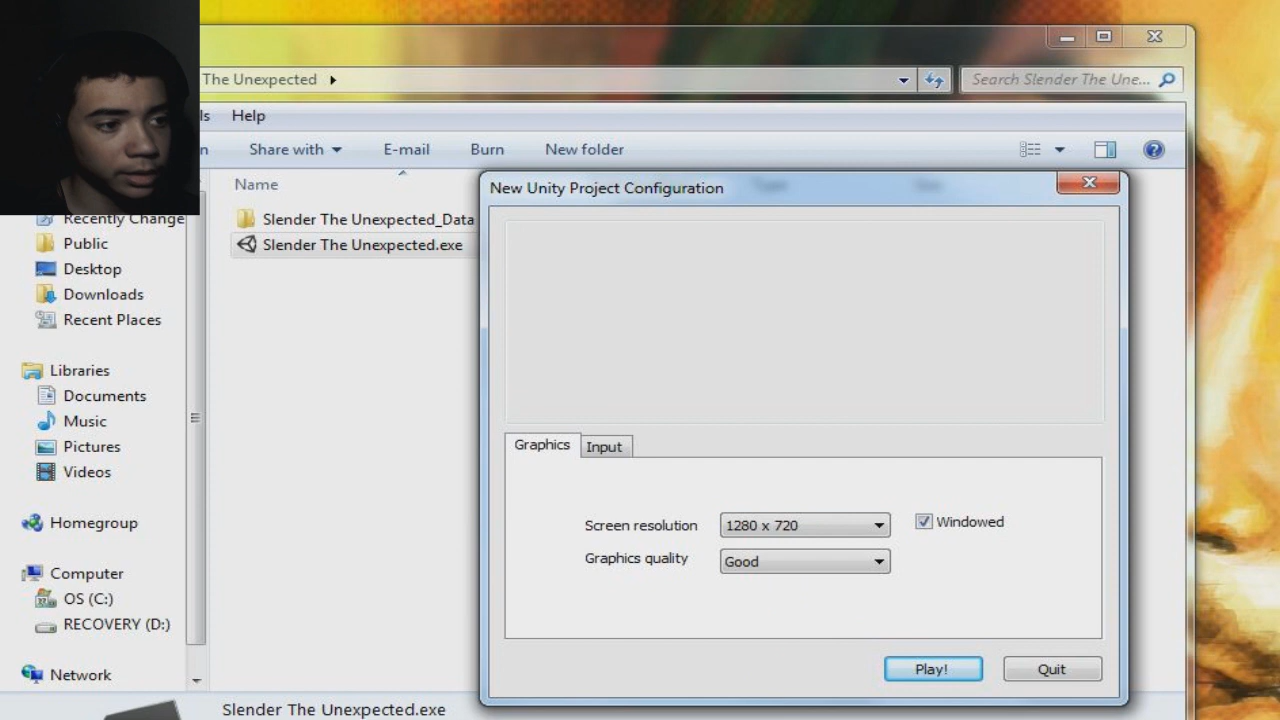 The Unexpected
Search Slender The Une...
Help
Share with
E-mail
Burn
New folder
Name
New Unity Project Configuration
Recently Change
Slender The Unexpected_Data
Public
Slender The Unexpected.exe
Desktop
Downloads
Recent Places
Libraries
Documents
Music
Pictures
Videos
Homegroup
Computer
OS (C:)
RECOVERY (D:)
Network
Graphics
Input
Screen resolution
1280 x 720
Windowed
Graphics quality
Good
Play!
Quit
Slender The Unexpected.exe